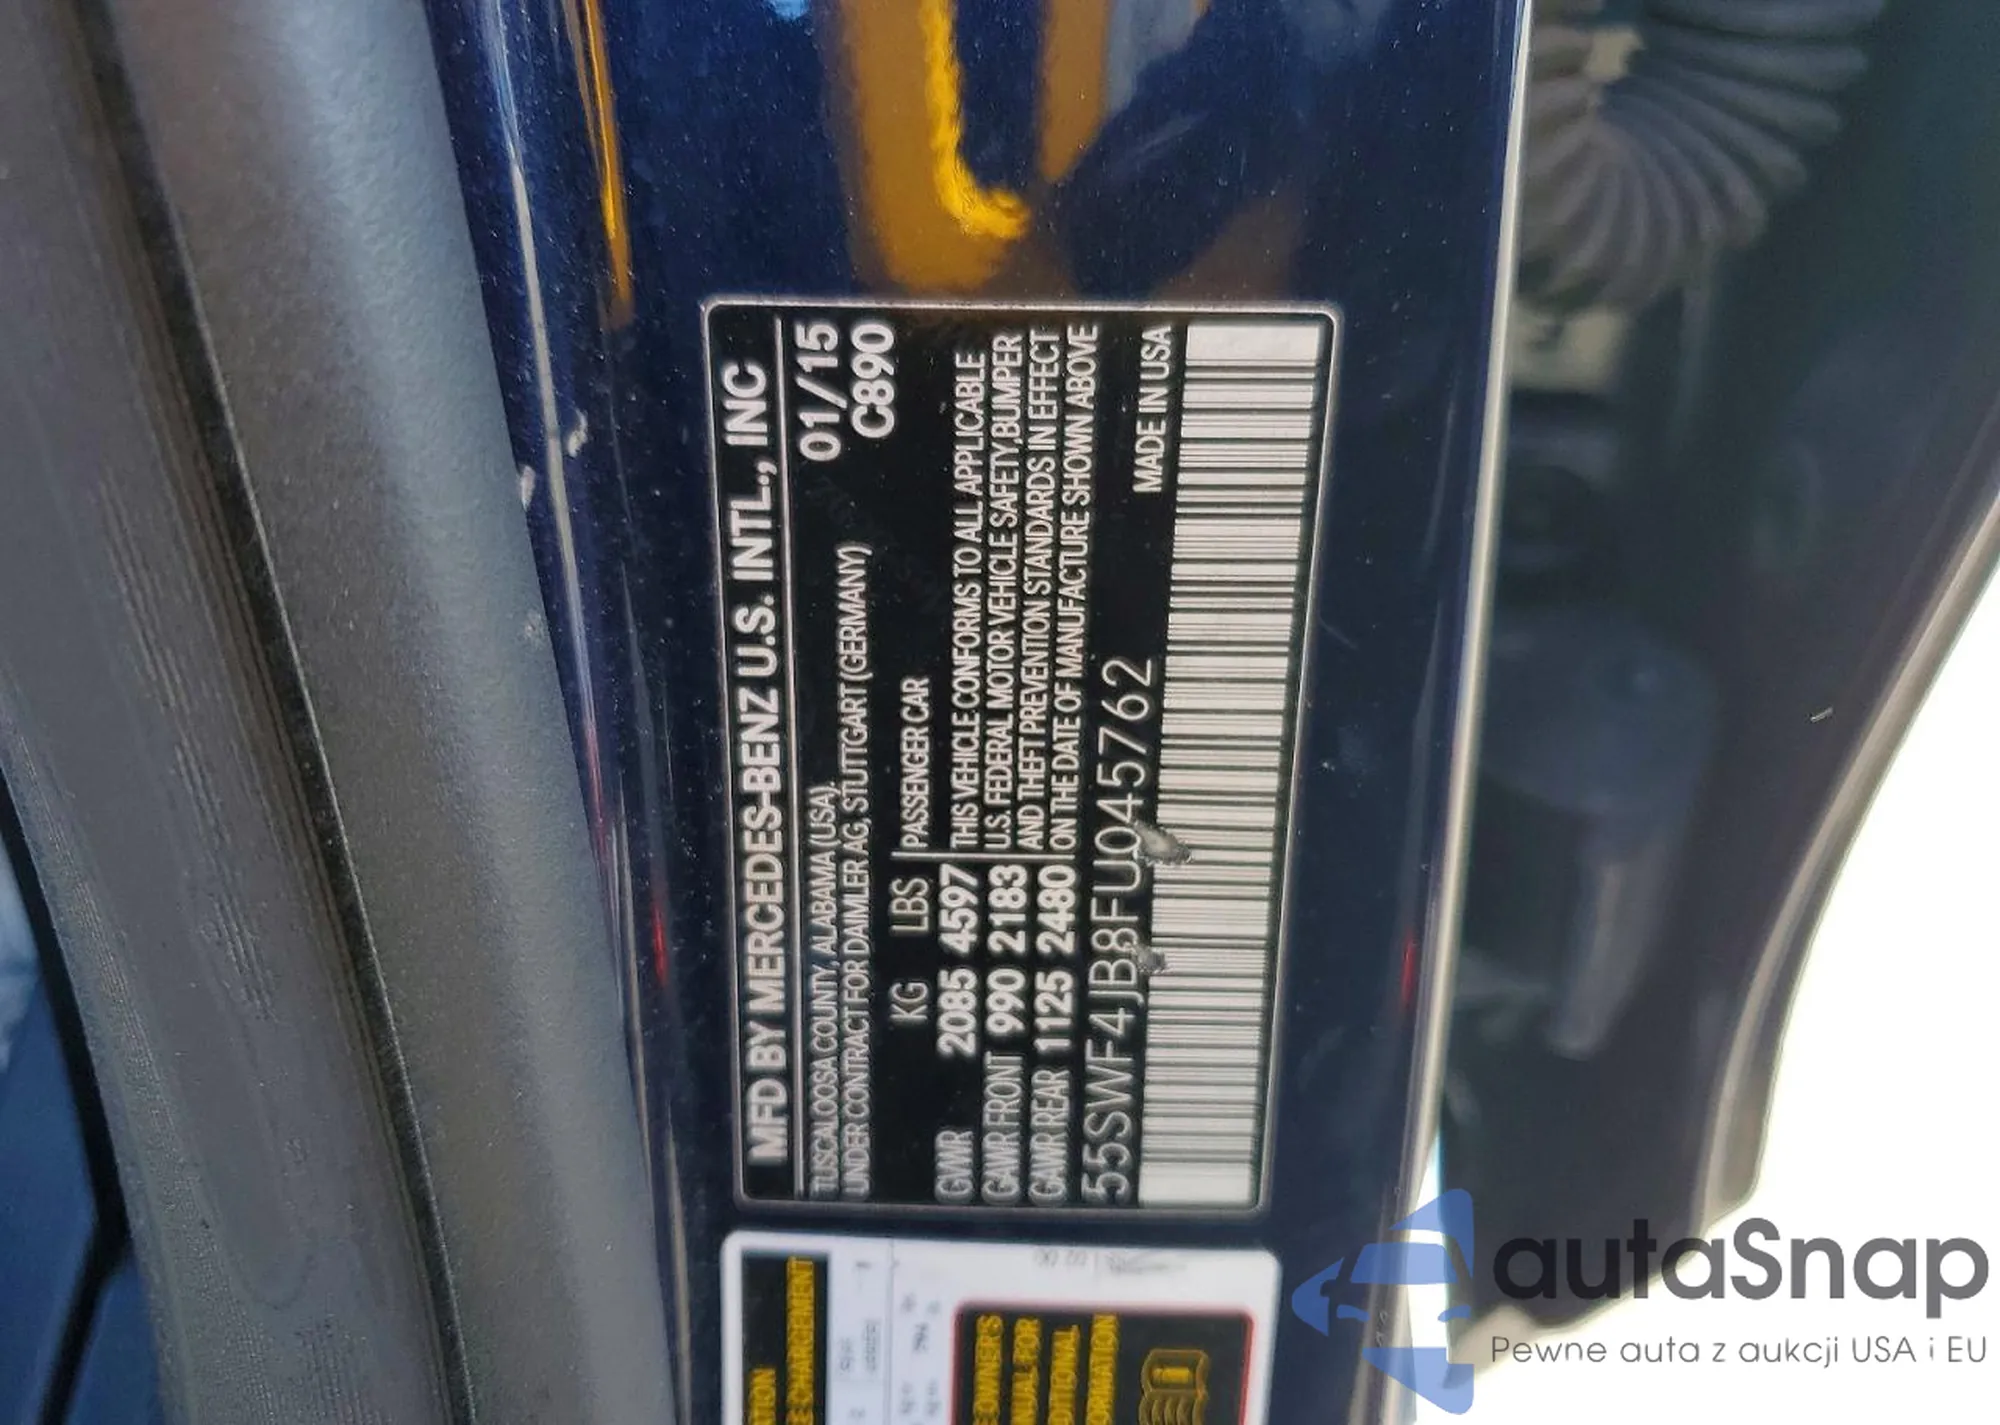 MFD BY MERCEDES-BENZ U.S. INTL., INC
TUSCALOOSA COUNTY, ALABAMA (USA). 01/15
UNDER CONTRACT FOR DAIMLER AG, STUTTGART (GERMANY) C890
KG LBS PASSENGER CAR
GVWR 2085 4597 THIS VEHICLE CONFORMS TO ALL APPLICABLE
GAWR FRONT 990 2183 U.S. FEDERAL MOTOR VEHICLE SAFETY, BUMPER
GAWR REAR 1125 2480 AND THEFT PREVENTION STANDARDS IN EFFECT
ON THE DATE OF MANUFACTURE SHOWN ABOVE
55SWF4JB8FU045762 MADE IN USA
E CHARGEMENT
OWNER'S
FOR
autaSnap
Pewne auta z aukcji USA i EU